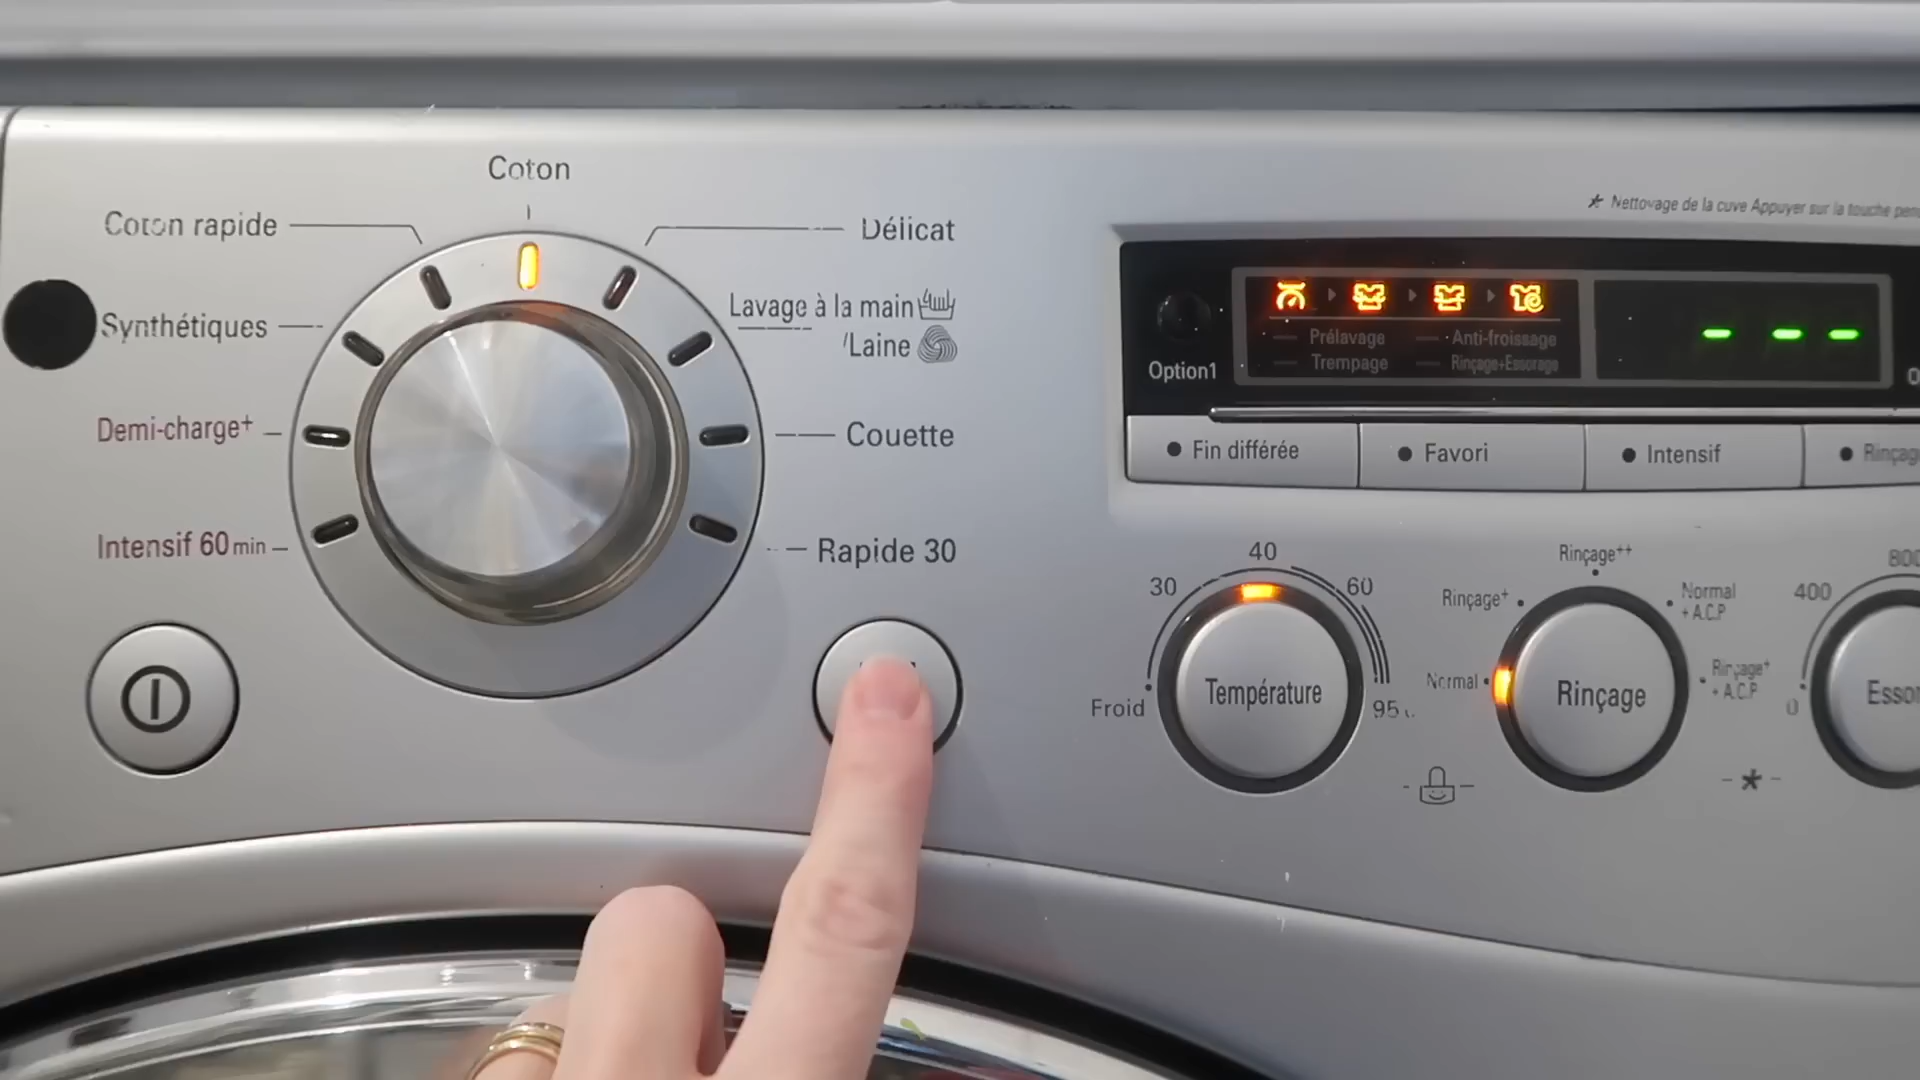 Coton
Coton rapide
Délicat
Synthétiques
Lavage à la main
/Laine
Demi-charge+
Couette
Intensif 60 min
Rapide 30
* Nettoyage de la cuve Appuyer sur la touche
Prélavage
Anti-froissage
Trempage
Rinçage+Essorage
- - -
Option1
Fin différée
Favori
Intensif
Froid
30
40
60
95
Température
Normal
Rinçage+
Rinçage++
Normal
+ A.C.P
Rinçage+
+ A.C.P
Rinçage
*
0
400
800